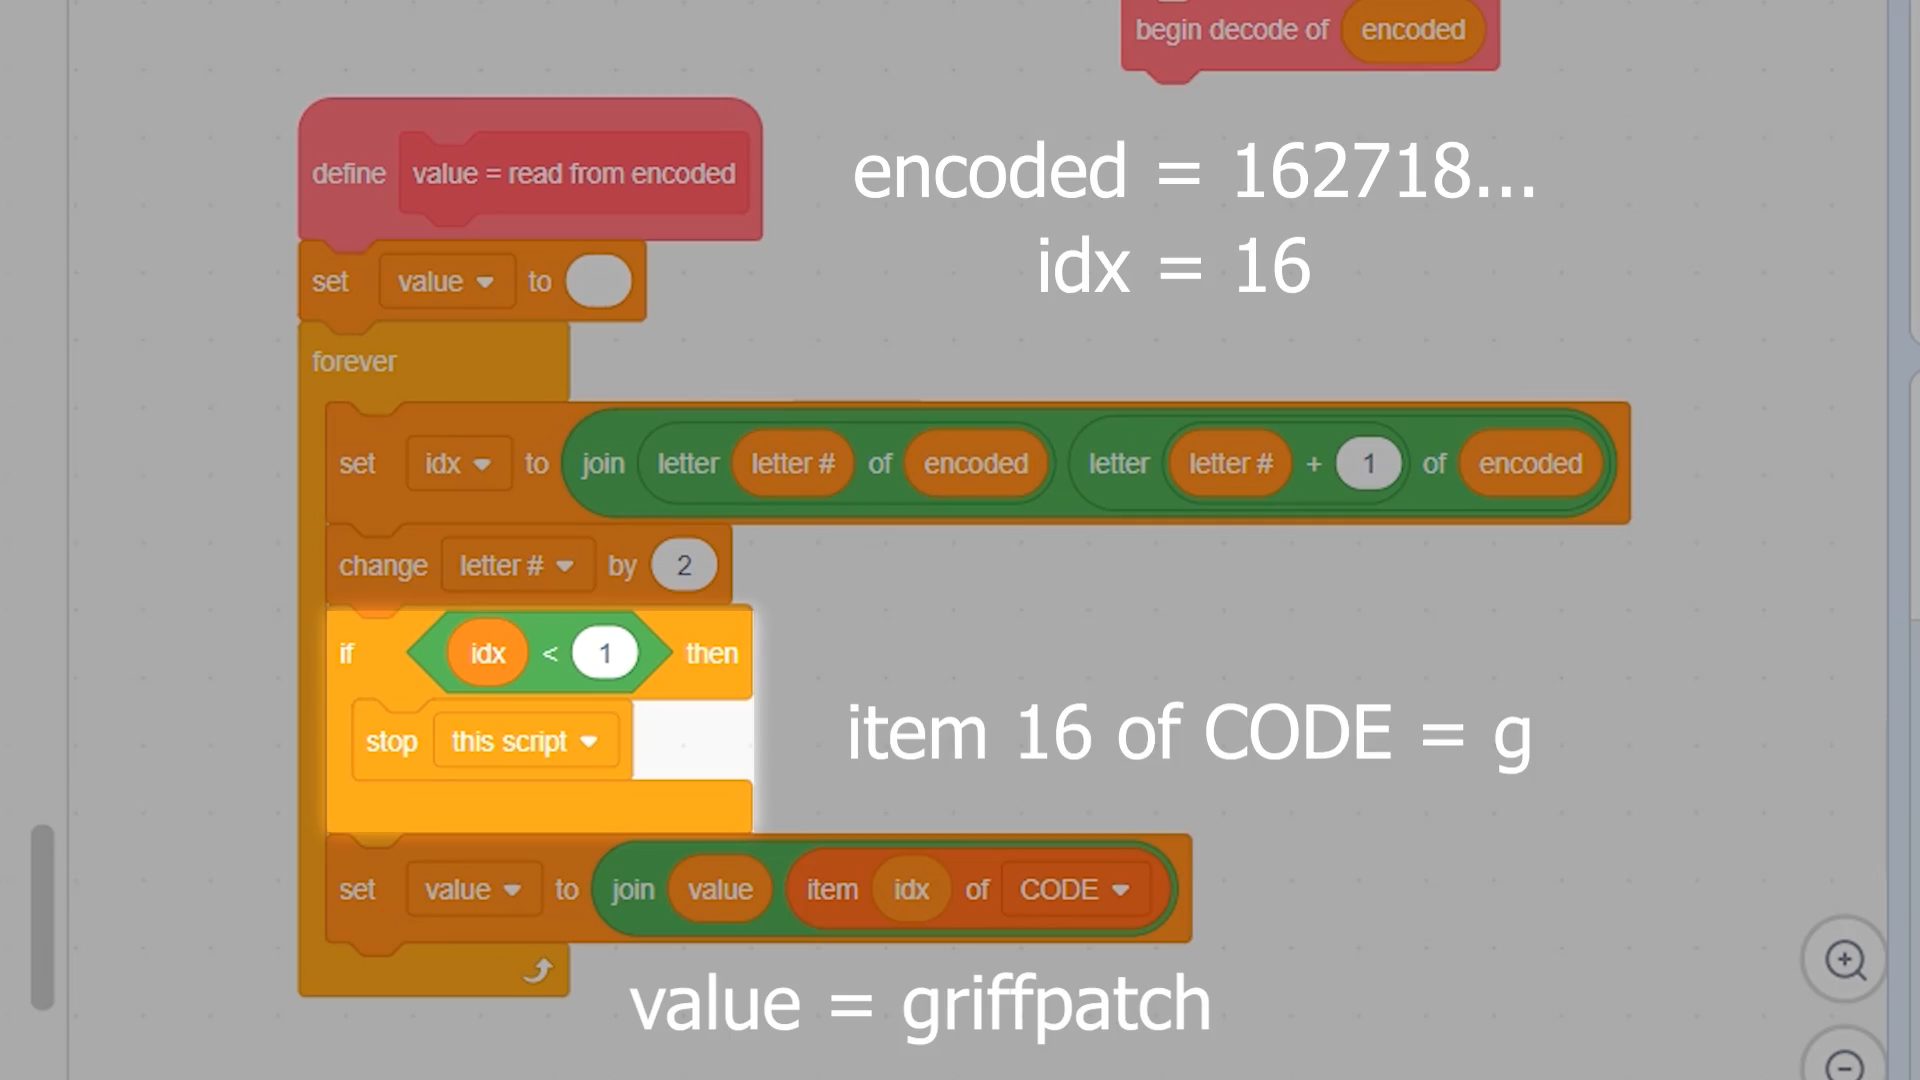 begin decode of encoded
define value = read from encoded
encoded = 162718...
idx = 16
set value to
forever
set idx to join letter letter # of encoded letter letter # + 1 of encoded
change letter # by 2
if idx < 1 then
stop this script
item 16 of CODE = g
set value to join value item idx of CODE
value = griffpatch